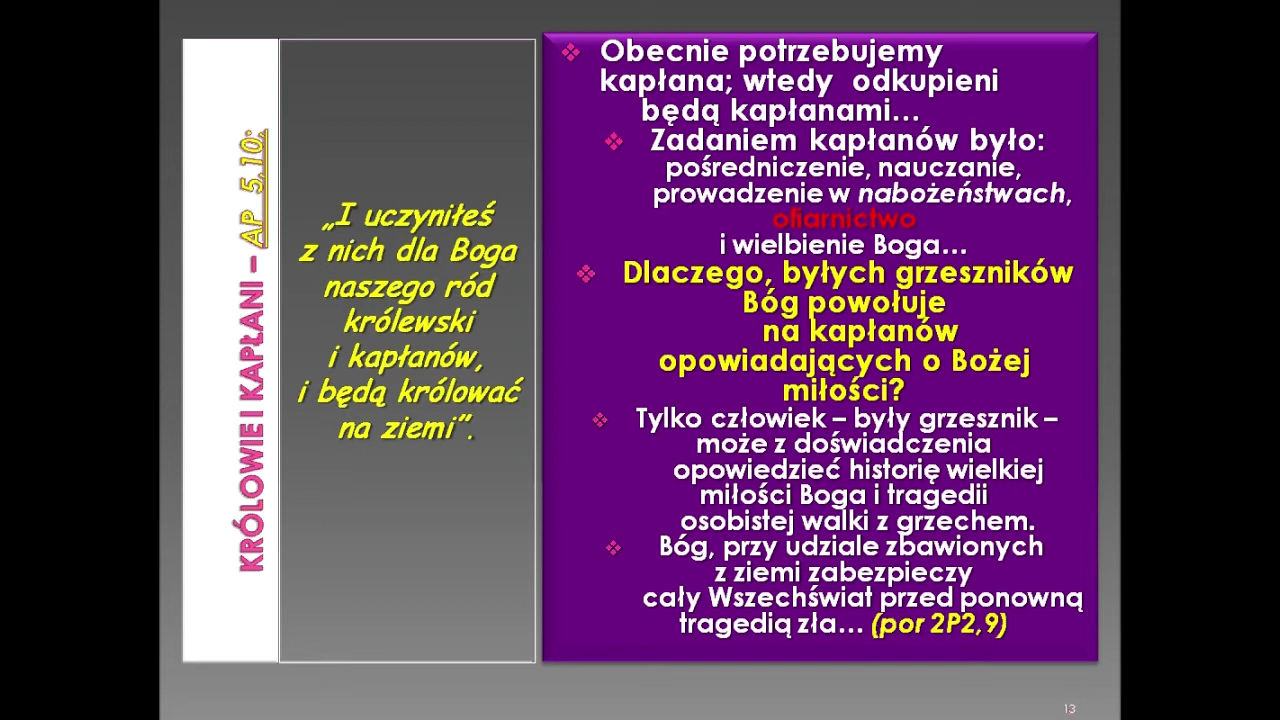 KRÓLOWIE I KAPŁANI – AP 5,10:
„I uczyniłeś
z nich dla Boga
naszego ród
królewski
i kapłanów,
i będą królować
na ziemi”.
Obecnie potrzebujemy
kapłana; wtedy odkupieni
będą kapłanami…
Zadaniem kapłanów było:
pośredniczenie, nauczanie,
prowadzenie w nabożeństwach,
ofiarnictwo
i wielbienie Boga…
Dlaczego, byłych grzeszników
Bóg powołuje
na kapłanów
opowiadających o Bożej
miłości?
Tylko człowiek – były grzesznik –
może z doświadczenia
opowiedzieć historię wielkiej
miłości Boga i tragedii
osobistej walki z grzechem.
Bóg, przy udziale zbawionych
z ziemi zabezpieczy
cały Wszechświat przed ponowną
tragedią zła… (por 2P2,9)
13